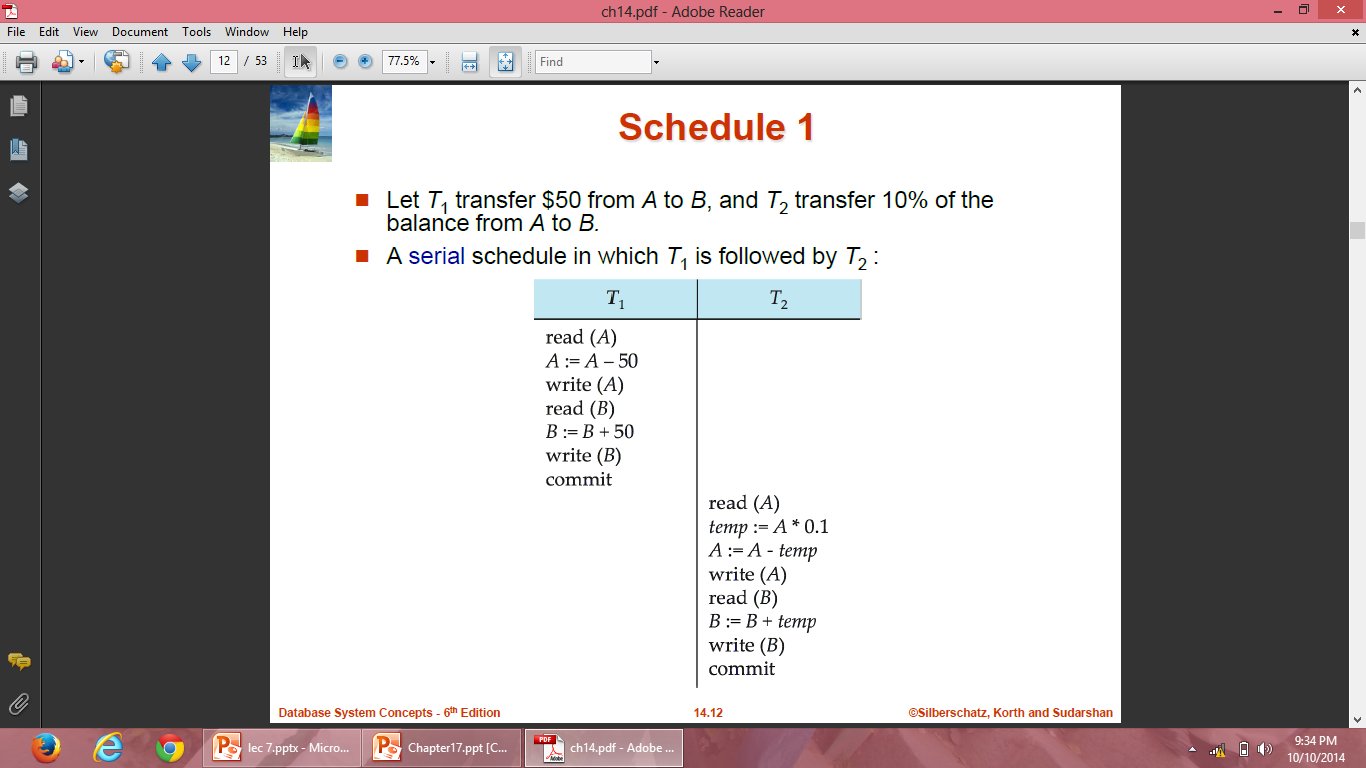 ch14.pdf - Adobe Reader
File Edit View Document Tools Window Help
12 / 53 77.5% Find
Schedule 1
Let T1 transfer $50 from A to B, and T2 transfer 10% of the
balance from A to B.
A serial schedule in which T1 is followed by T2 :
T1 T2
read (A)
A := A – 50
write (A)
read (B)
B := B + 50
write (B)
commit
read (A)
temp := A * 0.1
A := A - temp
write (A)
read (B)
B := B + temp
write (B)
commit
Database System Concepts - 6th Edition 14.12 ©Silberschatz, Korth and Sudarshan
lec 7.pptx - Micro... Chapter17.ppt [C... ch14.pdf - Adobe ... 9:34 PM
10/10/2014